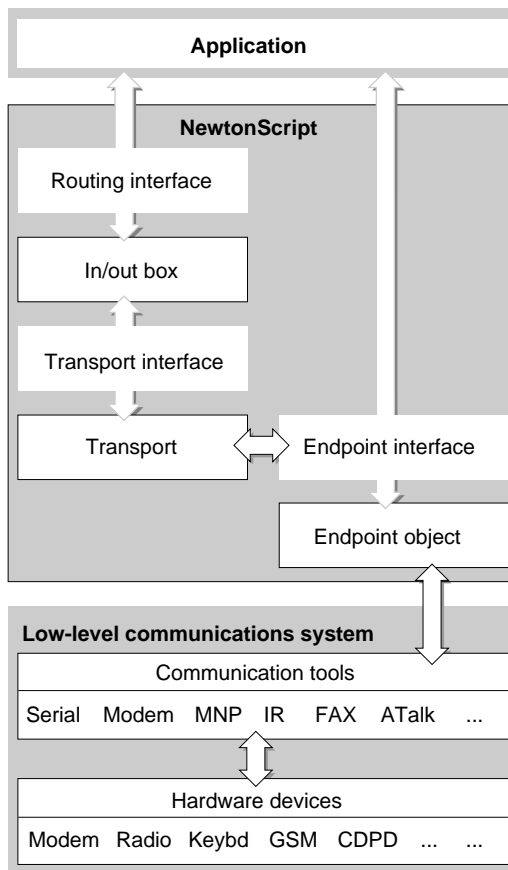 Application
NewtonScript
Routing interface
In/out box
Transport interface
Transport
Endpoint interface
Endpoint object
Low-level communications system
Communication tools
Serial Modem MNP IR FAX ATalk ...
Hardware devices
Modem Radio Keybd GSM CDPD ... ...